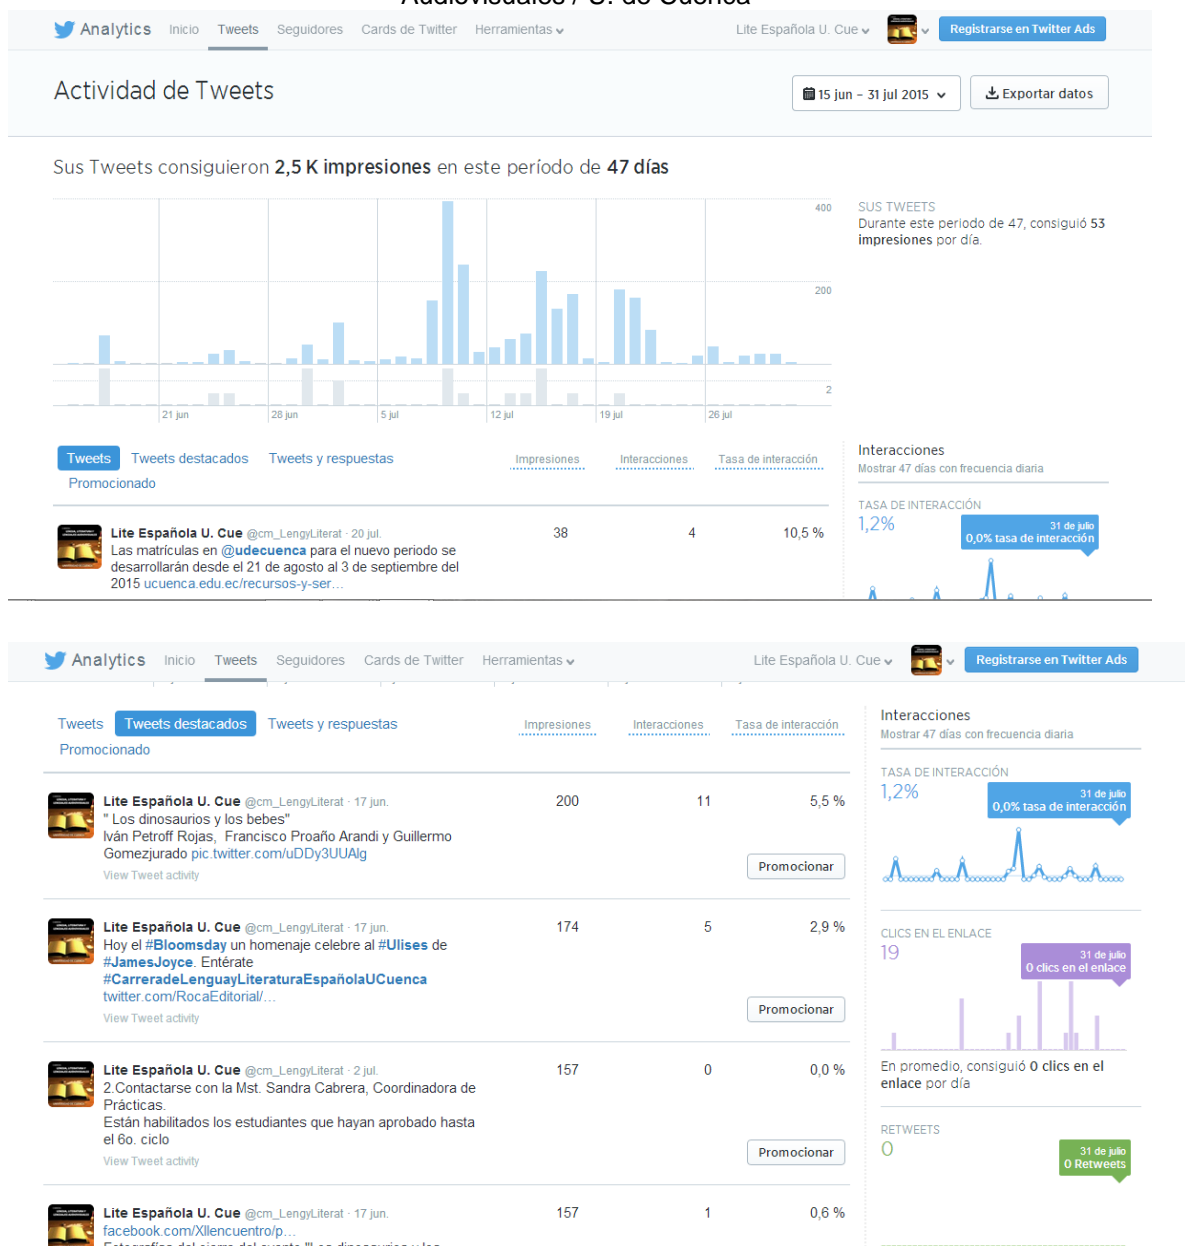 Audiovisuales / U. de Cuenca
Analytics Inicio Tweets Seguidores Cards de Twitter Herramientas Lite Española U. Cue Registrarse en Twitter Ads
Actividad de Tweets 15 jun – 31 jul 2015 Exportar datos
Sus Tweets consiguieron 2,5 K impresiones en este período de 47 días
400
200
2
21 jun 28 jun 5 jul 12 jul 19 jul 26 jul
SUS TWEETS
Durante este periodo de 47, consiguió 53
impresiones por día.
Tweets Tweets destacados Tweets y respuestas Impresiones Interacciones Tasa de interacción
Promocionado
Lite Española U. Cue @cm_LengyLiterat · 20 jul. 38 4 10,5 %
Las matrículas en @udecuenca para el nuevo periodo se
desarrollarán desde el 21 de agosto al 3 de septiembre del
2015 ucuenca.edu.ec/recursos-y-ser…
Interacciones
Mostrar 47 días con frecuencia diaria
TASA DE INTERACCIÓN
1,2%
31 de julio
0,0% tasa de interacción
Analytics Inicio Tweets Seguidores Cards de Twitter Herramientas Lite Española U. Cue Registrarse en Twitter Ads
Tweets Tweets destacados Tweets y respuestas Impresiones Interacciones Tasa de interacción
Promocionado
Lite Española U. Cue @cm_LengyLiterat · 17 jun. 200 11 5,5 %
" Los dinosaurios y los bebes"
Iván Petroff Rojas, Francisco Proaño Arandi y Guillermo
Gomezjurado pic.twitter.com/uDDy3UUAlg
View Tweet activity Promocionar
Lite Española U. Cue @cm_LengyLiterat · 17 jun. 174 5 2,9 %
Hoy el #Bloomsday un homenaje celebre al #Ulises de
#JamesJoyce. Entérate
#CarreradeLenguayLiteraturaEspañolaUCuenca
twitter.com/RocaEditorial/…
View Tweet activity Promocionar
Lite Española U. Cue @cm_LengyLiterat · 2 jul. 157 0 0,0 %
2.Contactarse con la Mst. Sandra Cabrera, Coordinadora de
Prácticas.
Están habilitados los estudiantes que hayan aprobado hasta
el 6o. ciclo
View Tweet activity Promocionar
Lite Española U. Cue @cm_LengyLiterat · 17 jun. 157 1 0,6 %
facebook.com/XIIencuentro/p…
Interacciones
Mostrar 47 días con frecuencia diaria
TASA DE INTERACCIÓN
1,2%
31 de julio
0,0% tasa de interacción
CLICS EN EL ENLACE
19
31 de julio
0 clics en el enlace
En promedio, consiguió 0 clics en el
enlace por día
RETWEETS
0
31 de julio
0 Retweets